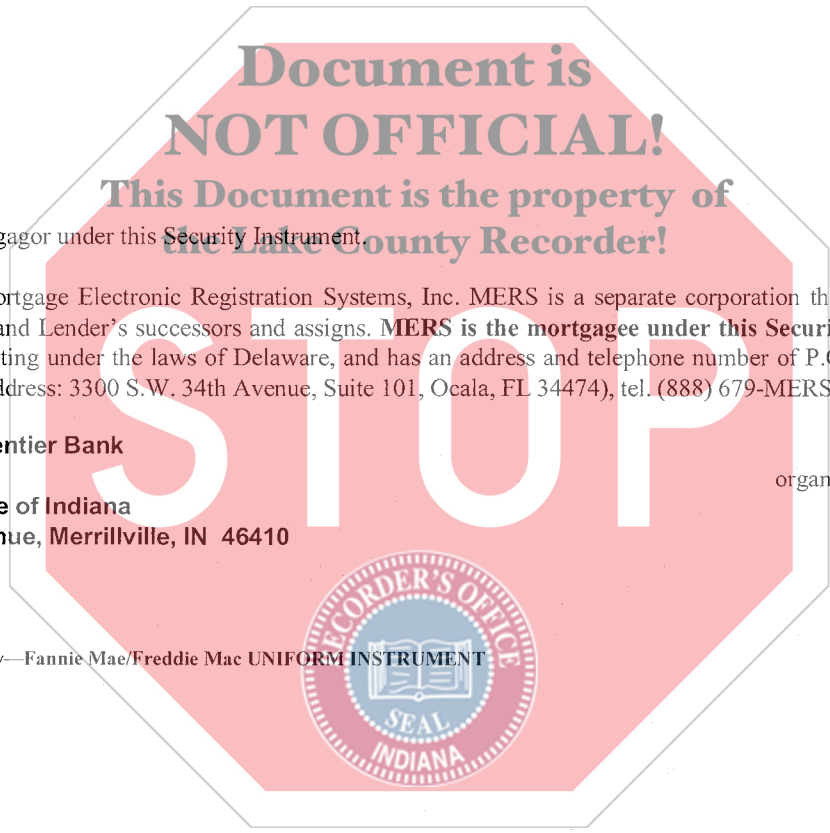 Document is
NOT OFFICIAL!
This Document is the property of
the Lake County Recorder!
gagor under this Security Instrument.
ortgage Electronic Registration Systems, Inc. MERS is a separate corporation th
and Lender's successors and assigns. MERS is the mortgagee under this Securi
ting under the laws of Delaware, and has an address and telephone number of P.O
ddress: 3300 S.W. 34th Avenue, Suite 101, Ocala, FL 34474), tel. (888) 679-MERS
STOP
entier Bank
organ
e of Indiana
nue, Merrillville, IN 46410
y—Fannie Mae/Freddie Mac UNIFORM INSTRUMENT
RECORDER'S OFFICE
SEAL
INDIANA